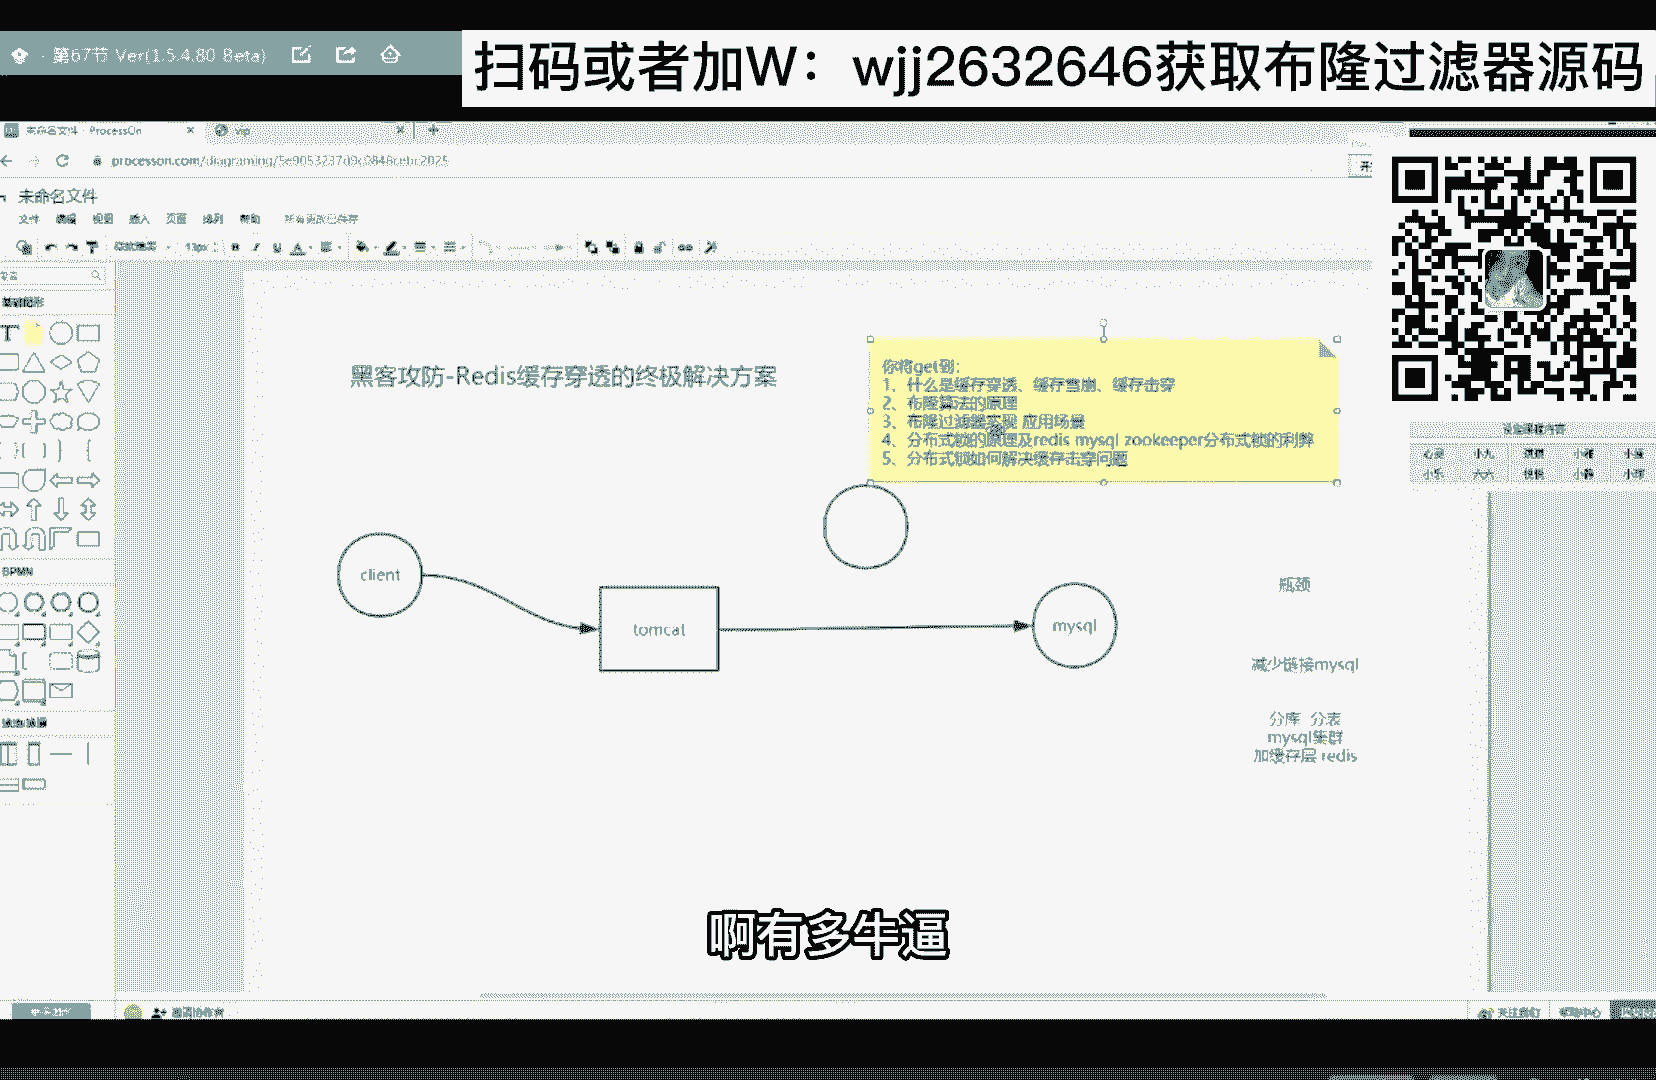 第67节 Ver(1.5.4.80 Beta)
扫码或者加W：wjj2632646获取布隆过滤器源码
未命名文件 - ProcessOn
vip
processon.com/diagraming/5e9053237d9c0848cebc2025
未命名文件
文件 编辑 视图 插入 页面 排列 帮助 所有更改已保存
13px
基础图形
黑客攻防-Redis缓存穿透的终极解决方案
你将get到：
1、什么是缓存穿透、缓存雪崩、缓存击穿
2、布隆算法的原理
3、布隆过滤器实现 应用场景
4、分布式锁的原理及redis mysql zookeeper分布式锁的利弊
5、分布式锁如何解决缓存击穿问题
client
tomcat
mysql
瓶颈
减少链接mysql
分库 分表
mysql集群
加缓存层 redis
BPMN
啊有多牛逼
邀请协作者
关注我们